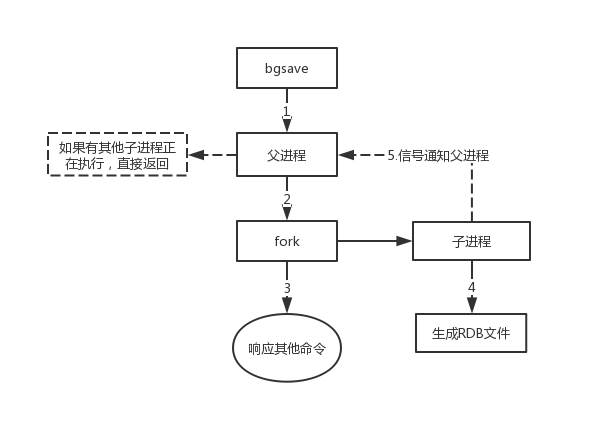 bgsave
1
如果有其他子进程正
在执行，直接返回
父进程
5.信号通知父进程
2
fork
子进程
3
4
响应其他命令
生成RDB文件